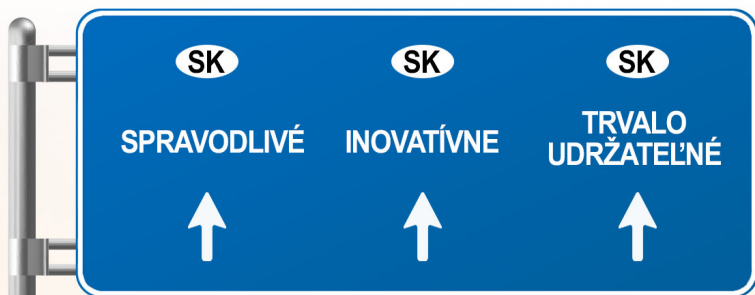 SK SK SK
SPRAVODLIVÉ INOVATÍVNE TRVALO
UDRŽATEĽNÉ